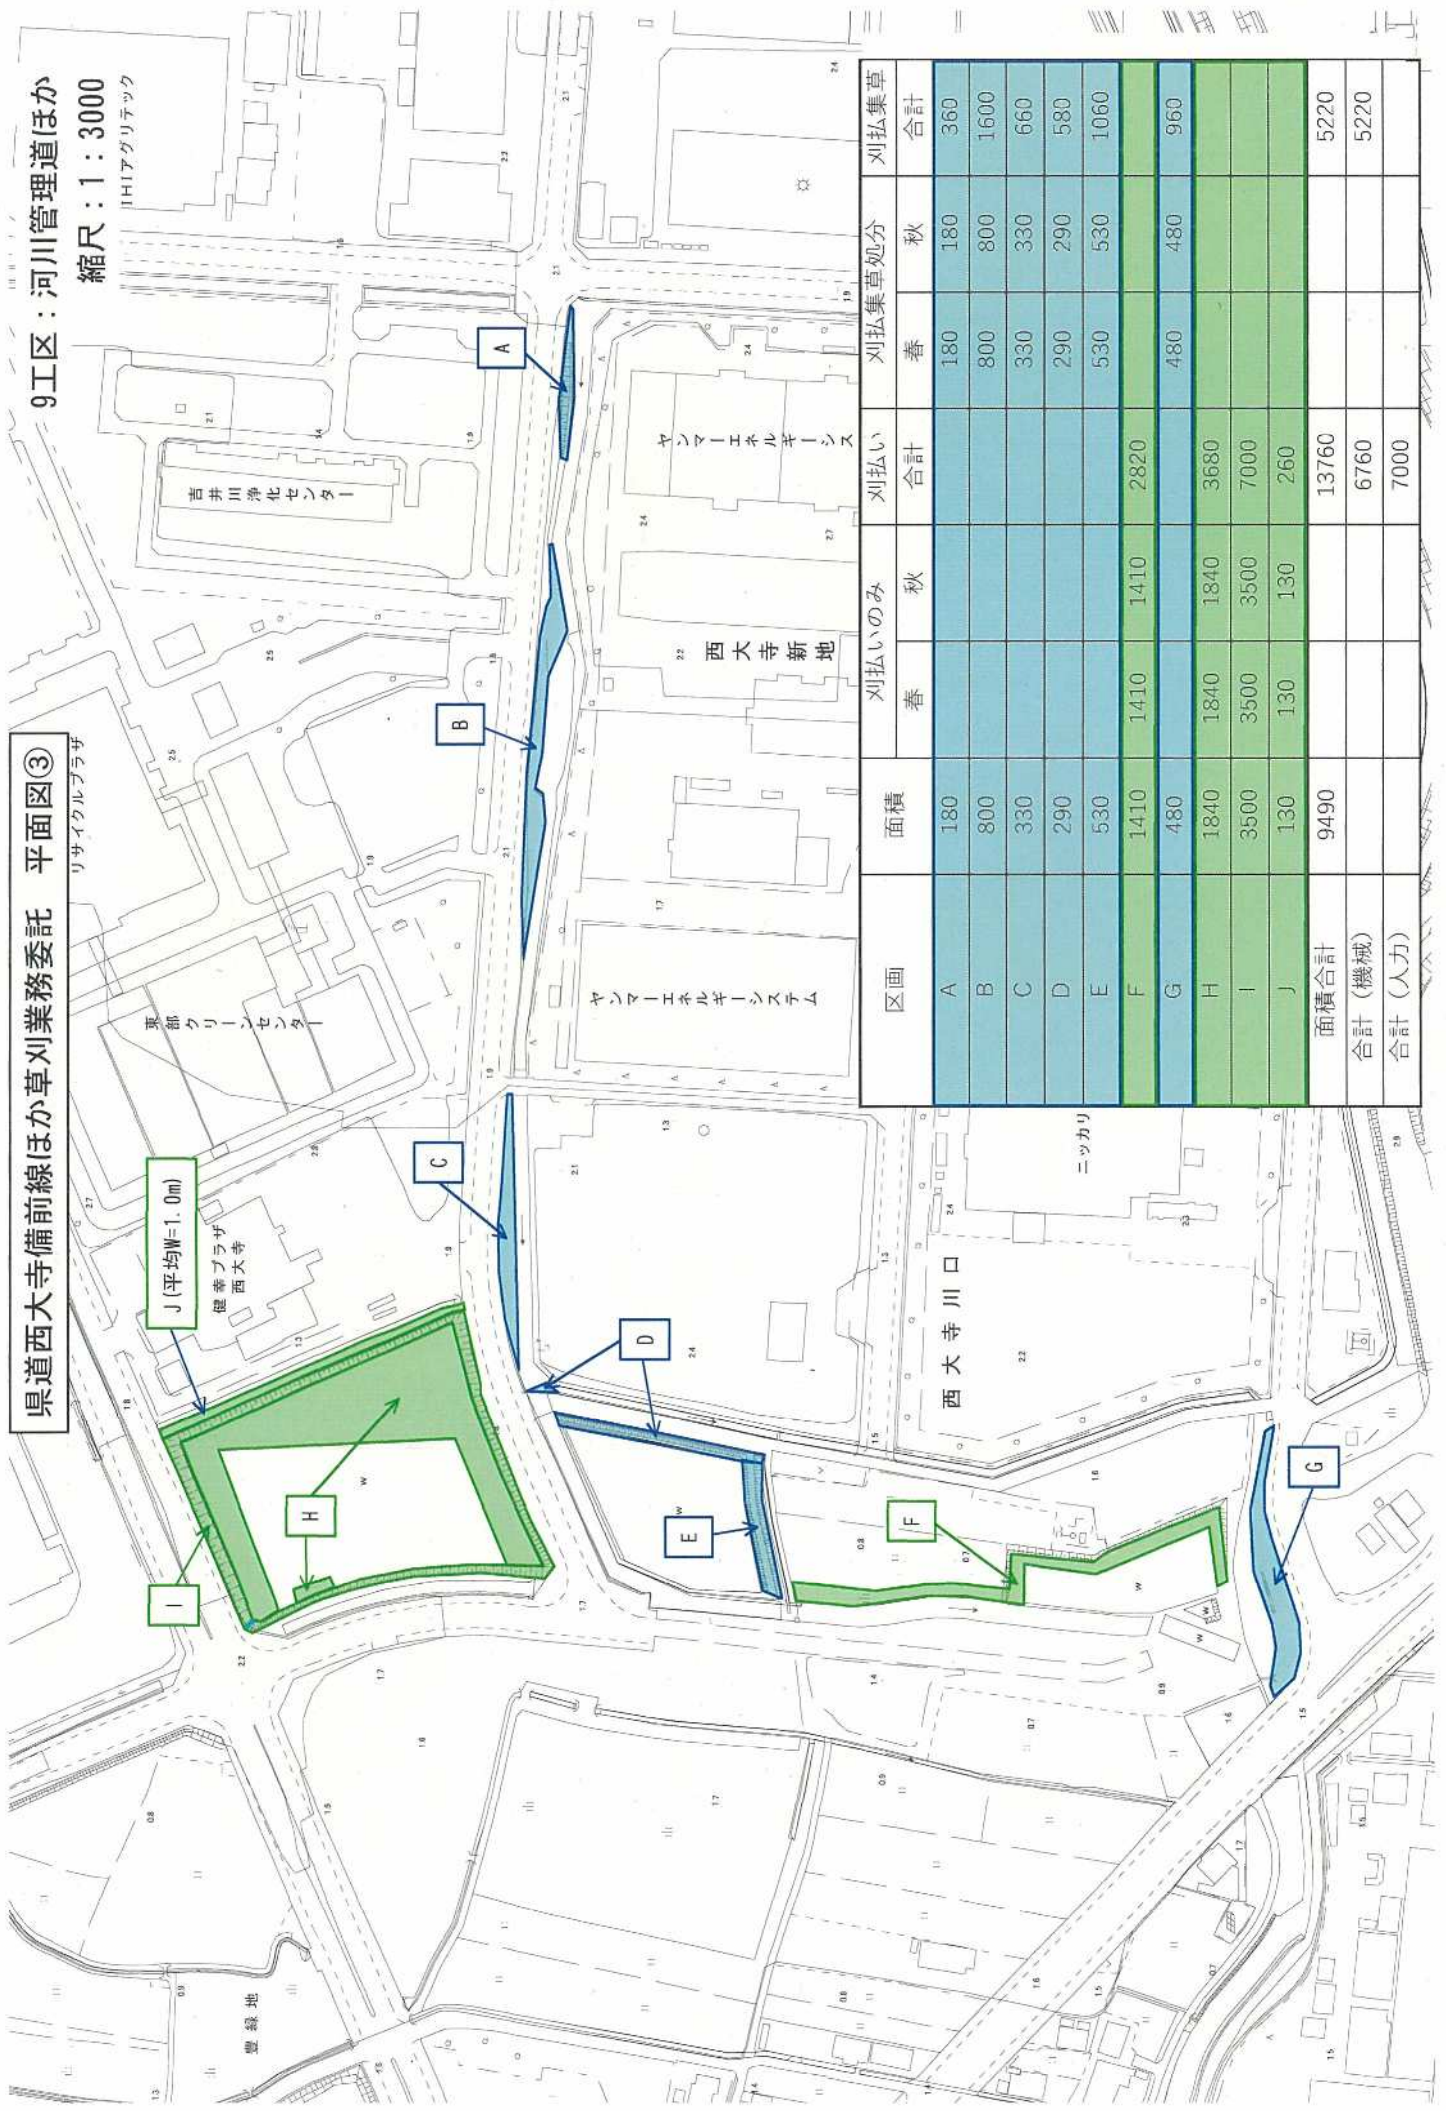 県道西大寺備前線ほか草刈業務委託　平面図③
9工区：河川管理道ほか
縮尺：1：3000
IHIアグリテック
リサイクルプラザ
吉井川浄化センター
東部クリーンセンター
健幸プラザ
西大寺
J (平均W=1.0m)
ヤンマーエネルギーシス
西大寺新地
ヤンマーエネルギーシステム
西大寺川口
ニッカリ
豊緑地
A
B
C
D
E
F
G
H
I
区画 面積 刈払いのみ 刈払い 刈払集草処分 刈払集草
春 秋 合計 春 秋 合計
A 180 180 180 360
B 800 800 800 1600
C 330 330 330 660
D 290 290 290 580
E 530 530 530 1060
F 1410 1410 1410 2820
G 480 480 480 960
H 1840 1840 1840 3680
I 3500 3500 3500 7000
J 130 130 130 260
面積合計 9490 13760 5220
合計（機械） 6760 5220
合計（人力） 7000